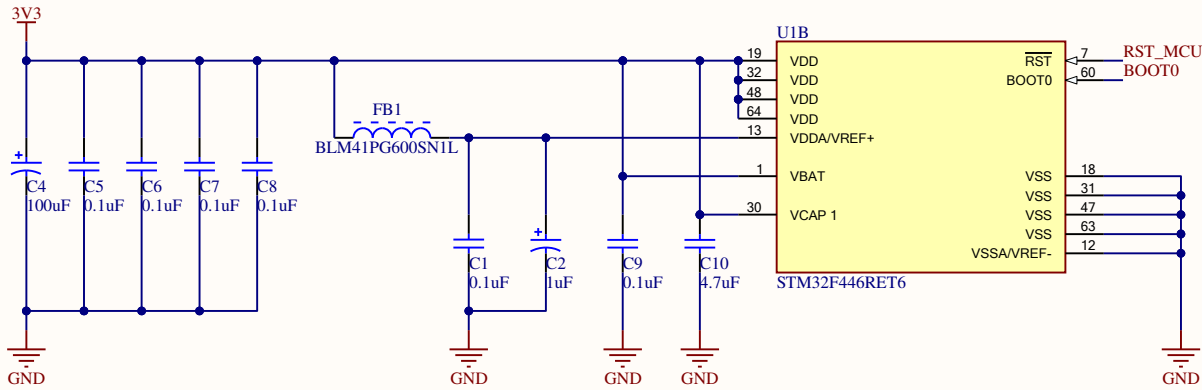 3V3
U1B
19
VDD
RST
7
RST_MCU
32
VDD
BOOT0
60
BOOT0
48
VDD
64
VDD
FB1
BLM41PG600SN1L
13
VDDA/VREF+
C4
100uF
C5
0.1uF
C6
0.1uF
C7
0.1uF
C8
0.1uF
1
VBAT
VSS
18
VSS
31
30
VCAP 1
VSS
47
VSS
63
VSSA/VREF-
12
C1
0.1uF
C2
1uF
C9
0.1uF
C10
4.7uF
STM32F446RET6
GND
GND
GND
GND
GND